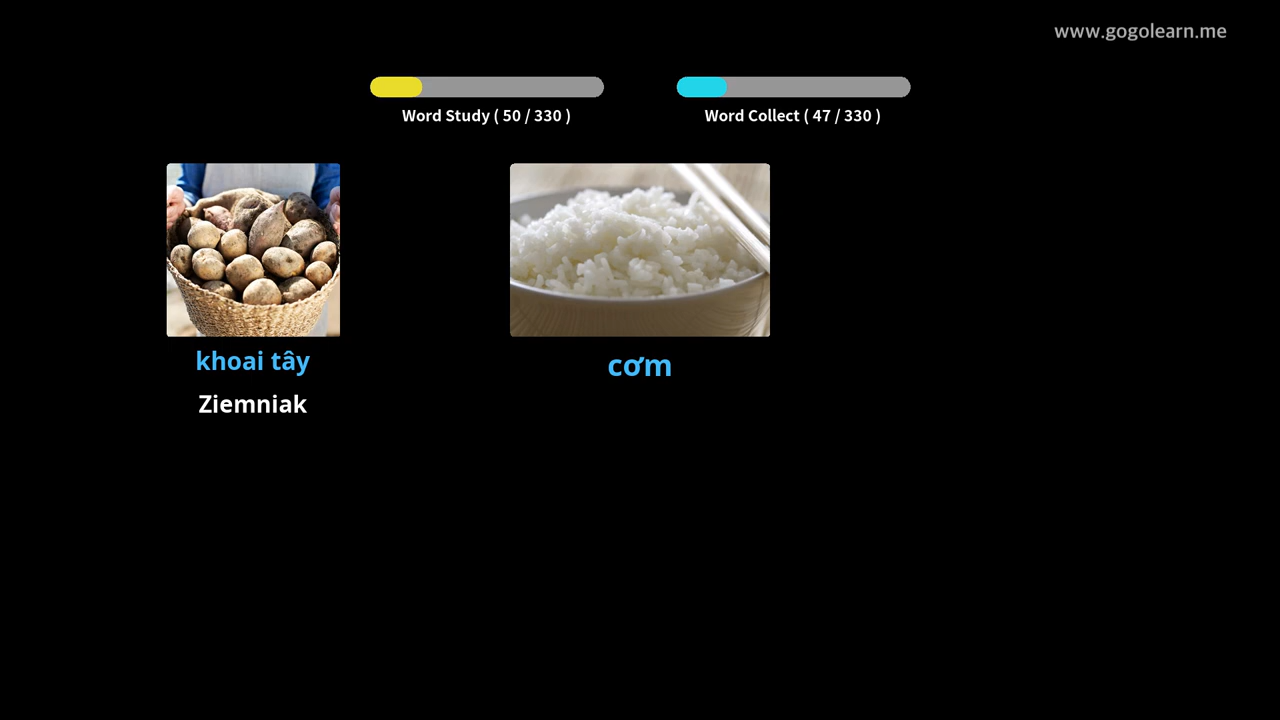 www.gogolearn.me
Word Study ( 50 / 330 )
Word Collect ( 47 / 330 )
khoai tây
Ziemniak
cơm